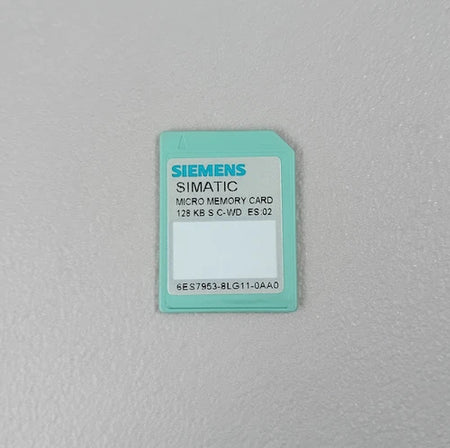 SIEMENS
SIMATIC
MICRO MEMORY CARD
128 KB S C-WD ES:02
6ES7953-8LG11-0AA0